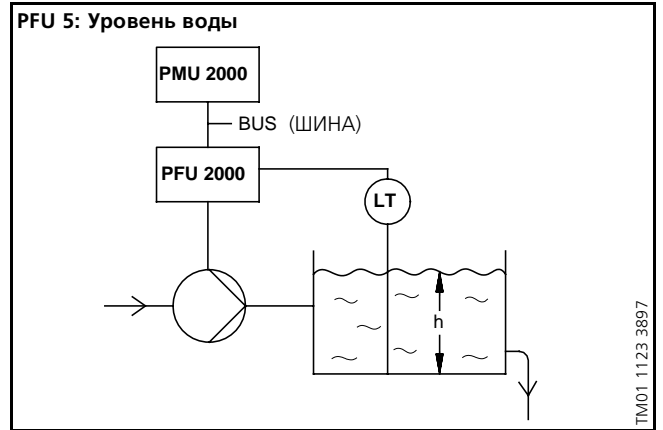 PFU 5: Уровень воды
PMU 2000
BUS (ШИНА)
PFU 2000
LT
h
TM01 1123 3897